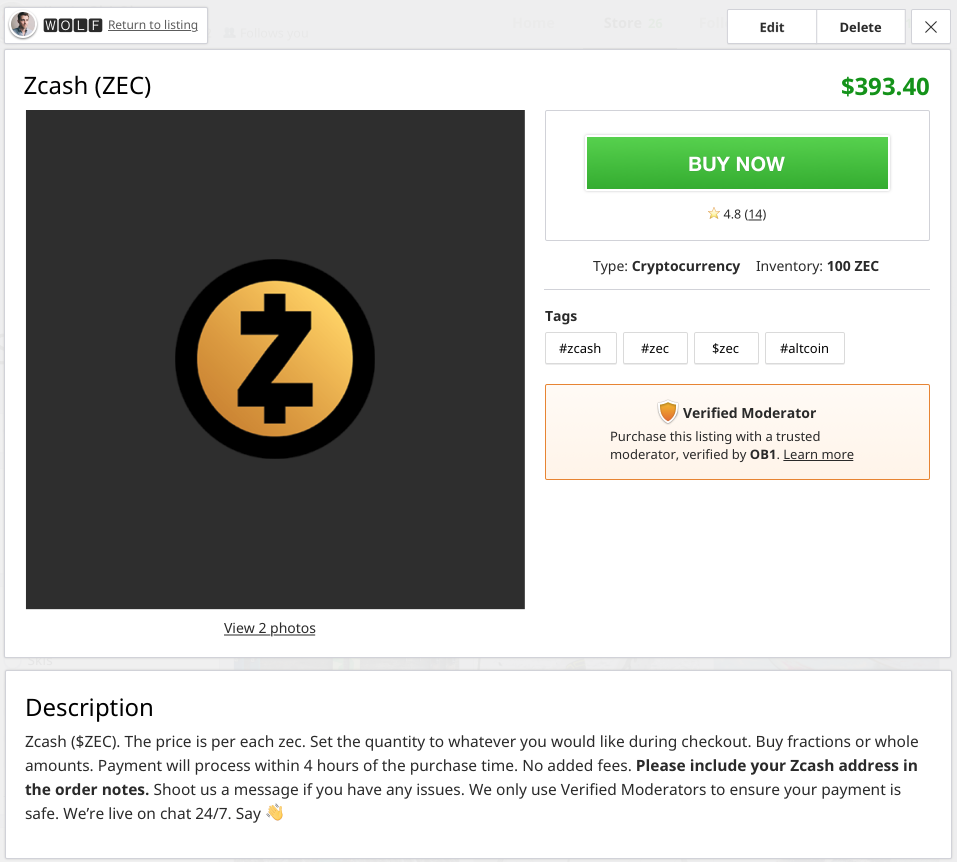 WOLF Return to listing
Edit
Delete
Zcash (ZEC)
$393.40
BUY NOW
4.8 (14)
Type: Cryptocurrency Inventory: 100 ZEC
Tags
#zcash
#zec
$zec
#altcoin
Verified Moderator
Purchase this listing with a trusted
moderator, verified by OB1. Learn more
View 2 photos
Description
Zcash ($ZEC). The price is per each zec. Set the quantity to whatever you would like during checkout. Buy fractions or whole
amounts. Payment will process within 4 hours of the purchase time. No added fees. Please include your Zcash address in
the order notes. Shoot us a message if you have any issues. We only use Verified Moderators to ensure your payment is
safe. We’re live on chat 24/7. Say 👋